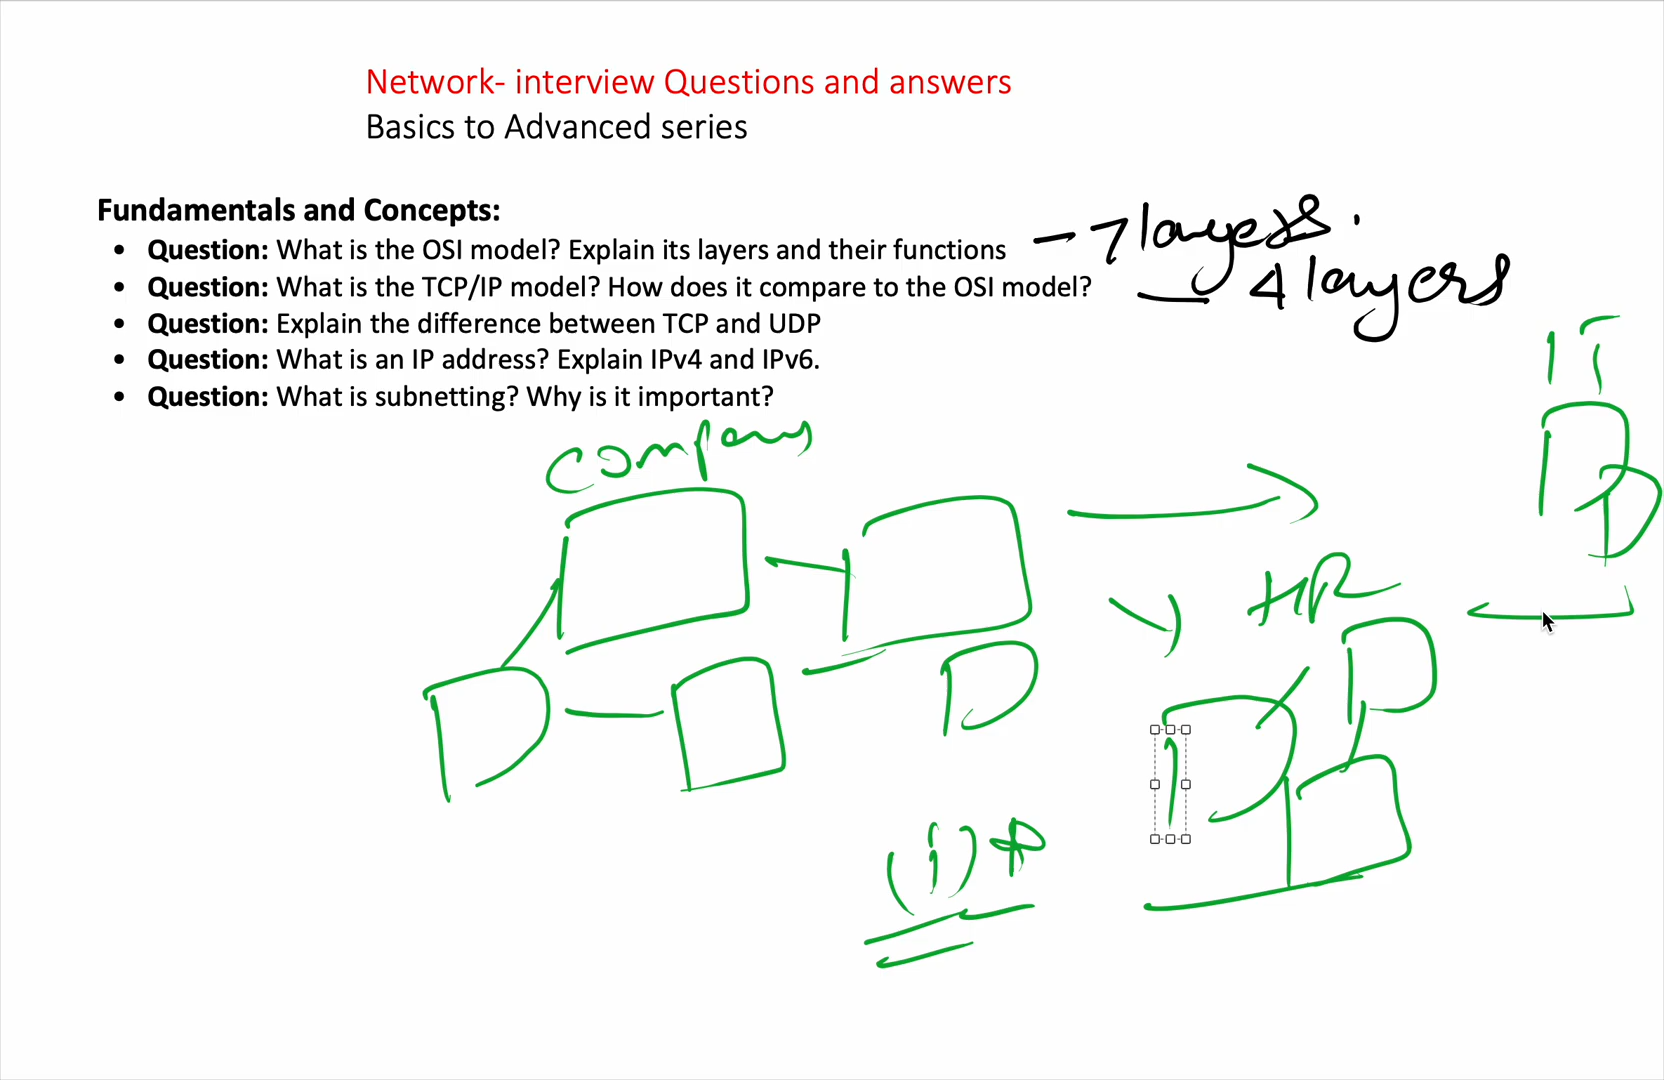 Network- interview Questions and answers
Basics to Advanced series
Fundamentals and Concepts:
• Question: What is the OSI model? Explain its layers and their functions - 7 layers.
• Question: What is the TCP/IP model? How does it compare to the OSI model? - 4 layers
• Question: Explain the difference between TCP and UDP
• Question: What is an IP address? Explain IPv4 and IPv6.
• Question: What is subnetting? Why is it important?
IT
Company
HR